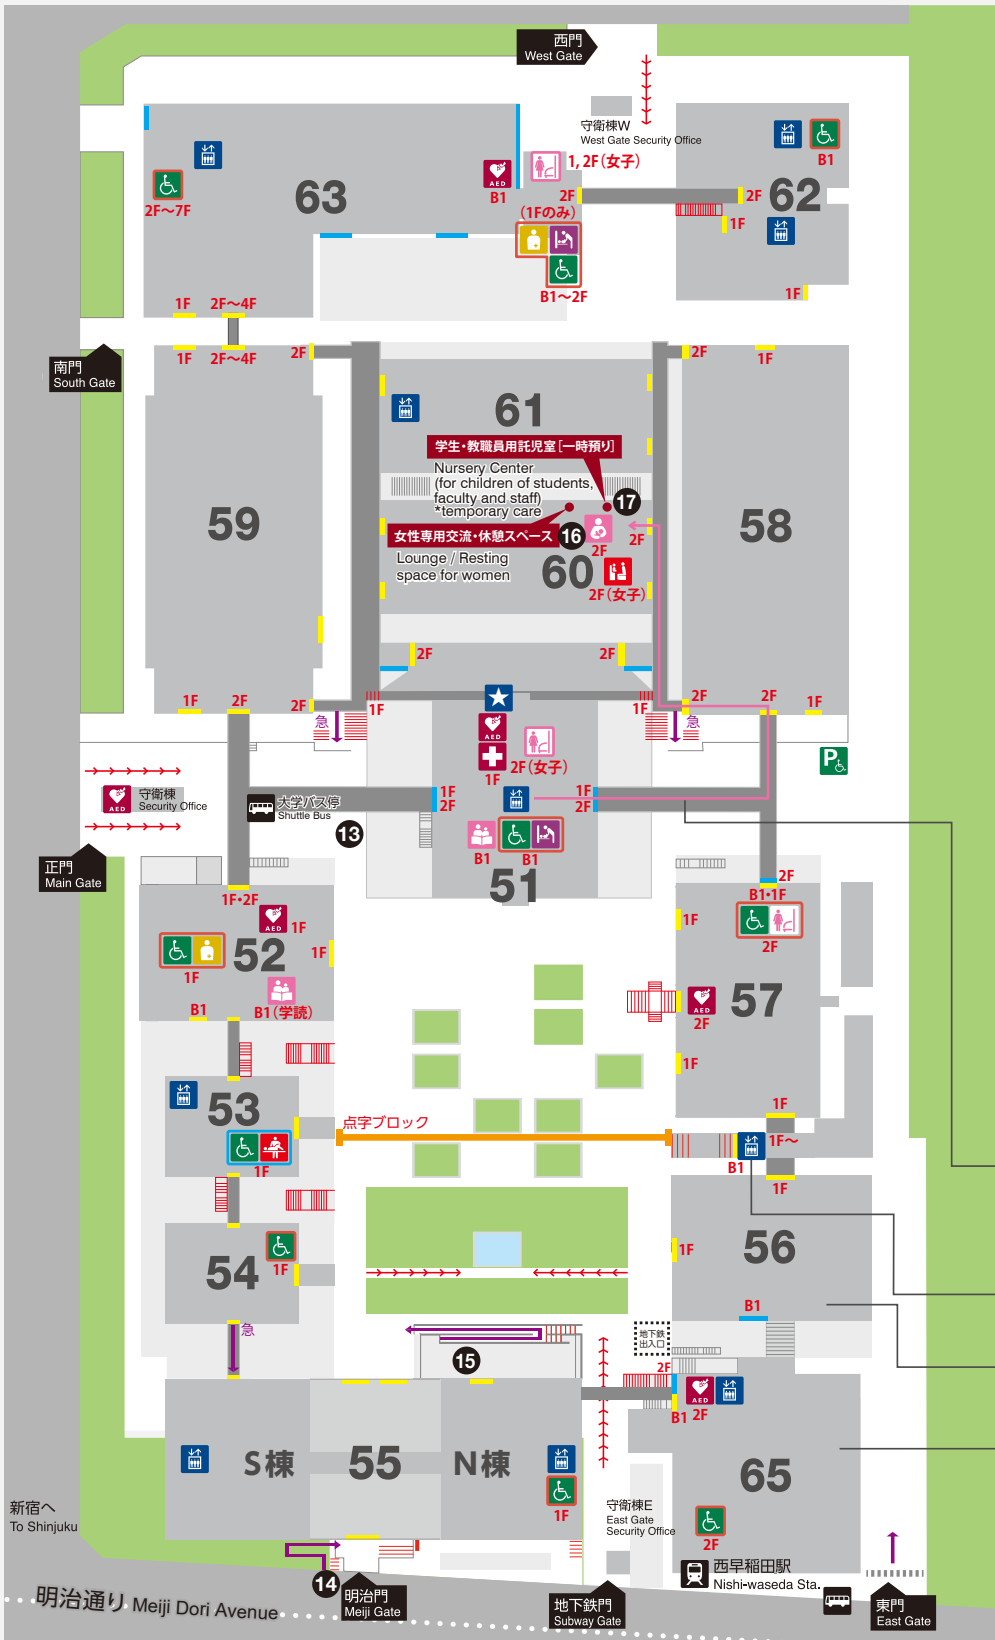 西門
West Gate
守衛棟W
West Gate Security Office
1, 2F(女子)
AED
B1
B1
2F〜7F
63
62
2F
2F
(1Fのみ)
1F
B1〜2F
1F
1F
2F〜4F
1F
2F〜4F
2F
2F
1F
南門
South Gate
61
学生・教職員用託児室[一時預り]
Nursery Center
(for children of students,
faculty and staff)
*temporary care
17
59
58
女性専用交流・休憩スペース
16
2F
2F
Lounge / Resting
space for women
60
2F(女子)
2F
2F
1F
2F
2F
1F
1F
2F
2F
1F
急
急
AED
1F
2F(女子)
P
守衛棟
Security Office
AED
大学バス停
Shuttle Bus
1F
2F
1F
2F
13
B1
B1
51
正門
Main Gate
1F・2F
2F
B1・1F
AED
1F
1F
2F
52
1F
1F
B1
B1(学読)
57
AED
2F
1F
53
1F
点字ブロック
1F
1F〜
B1
1F
54
1F
56
1F
B1
急
地下鉄
出入口
15
2F
AED
B1
2F
S棟
55
N棟
65
1F
2F
新宿へ
To Shinjuku
守衛棟E
East Gate
Security Office
西早稲田駅
Nishi-waseda Sta.
14
明治門
Meiji Gate
地下鉄門
Subway Gate
東門
East Gate
明治通り Meiji Dori Avenue